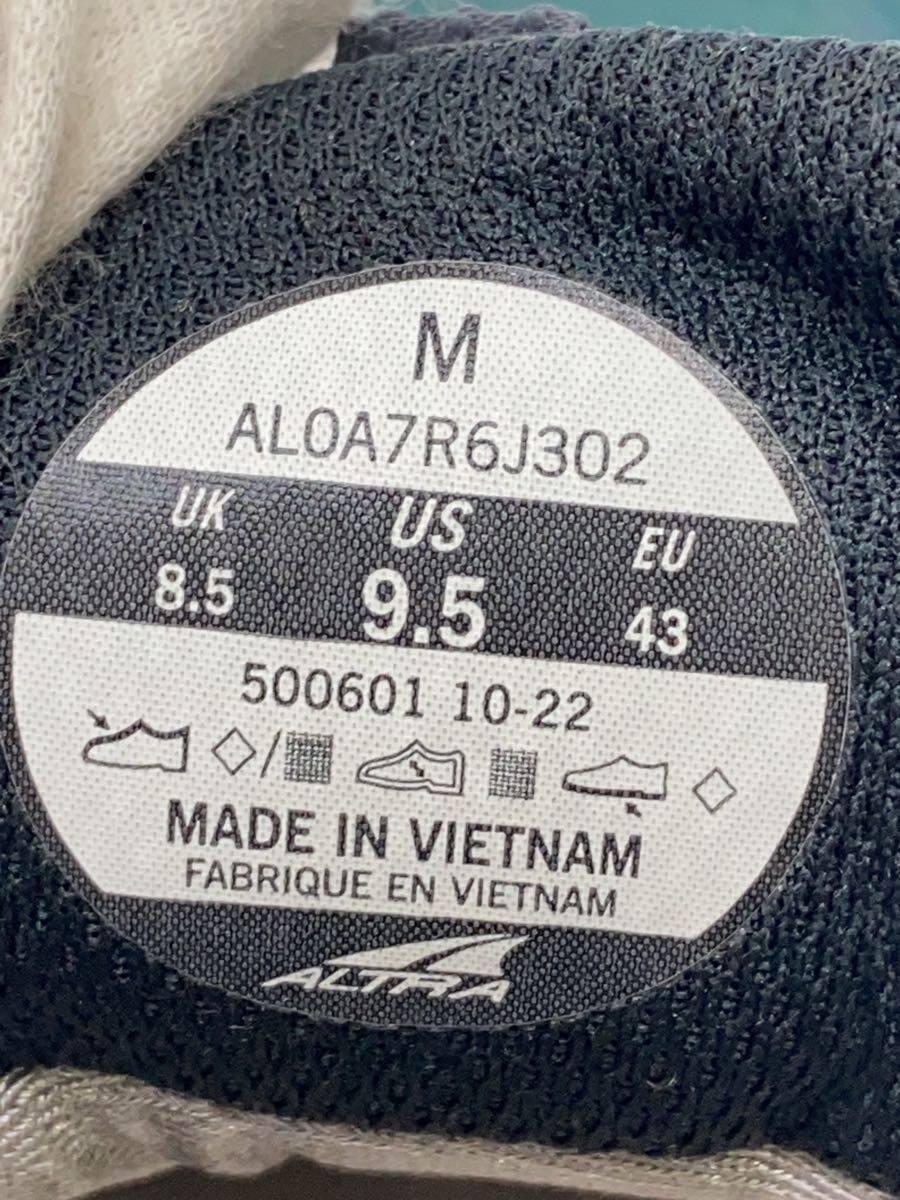 M
AL0A7R6J302
UK US EU
8.5 9.5 43
500601 10-22
MADE IN VIETNAM
FABRIQUE EN VIETNAM
ALTRA